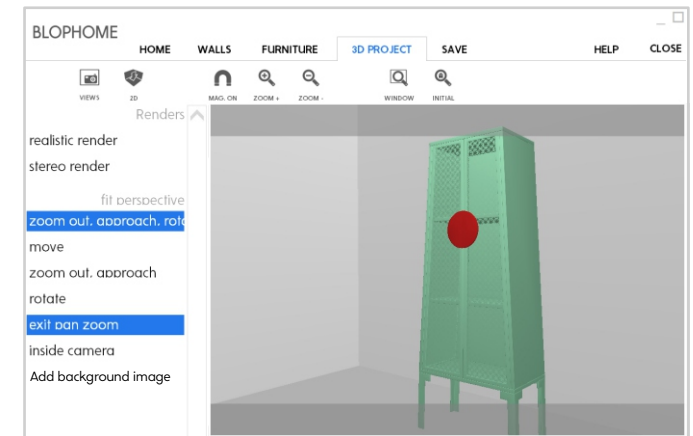 BLOPHOME
HOME WALLS FURNITURE 3D PROJECT SAVE HELP CLOSE
VIEWS 2D MAG. ON ZOOM + ZOOM - WINDOW INITIAL
Renders
realistic render
stereo render
fit perspective
zoom out, approach, rota
move
zoom out, approach
rotate
exit pan zoom
inside camera
Add background image